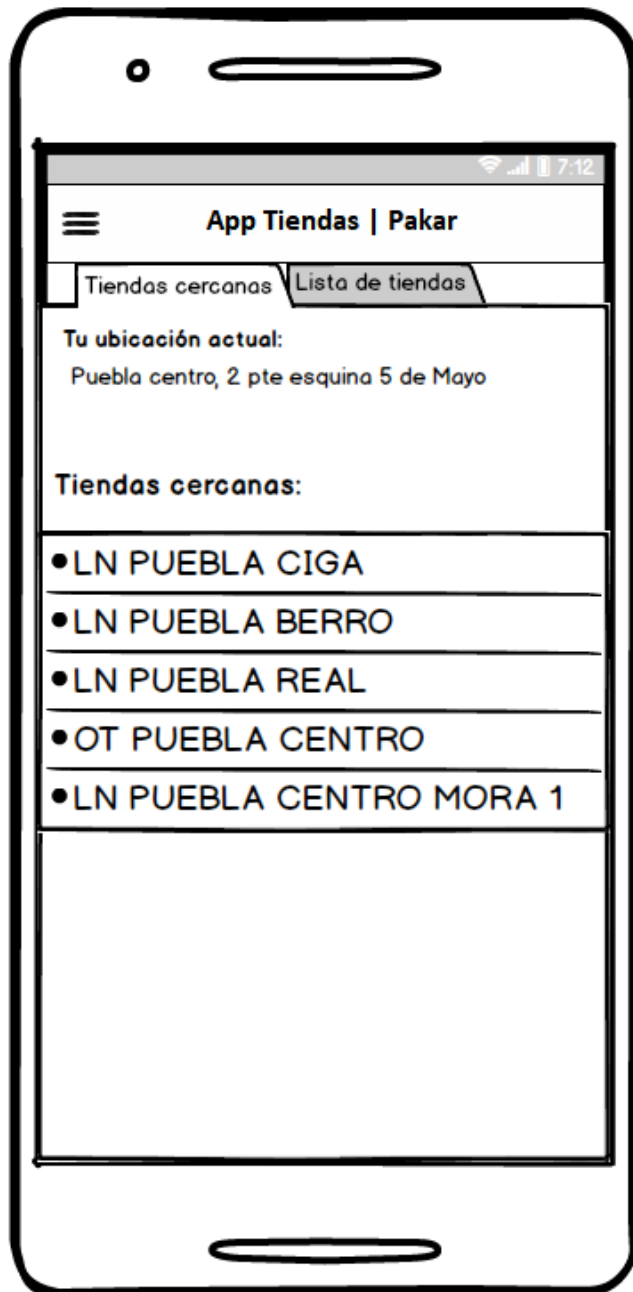 7:12
App Tiendas | Pakar
Tiendas cercanas Lista de tiendas
Tu ubicación actual:
Puebla centro, 2 pte esquina 5 de Mayo
Tiendas cercanas:
•LN PUEBLA CIGA
•LN PUEBLA BERRO
•LN PUEBLA REAL
•OT PUEBLA CENTRO
•LN PUEBLA CENTRO MORA 1